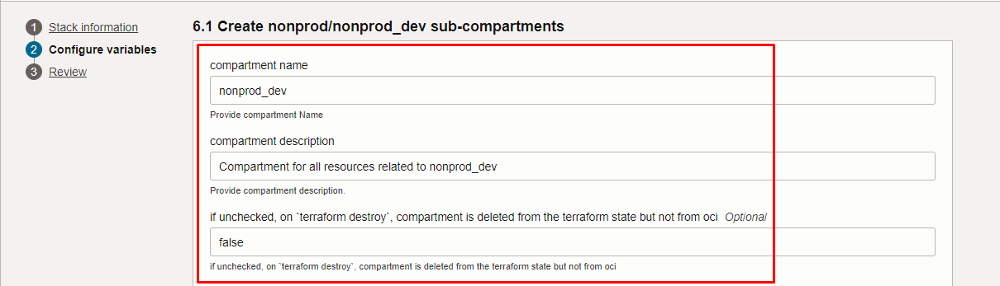 1 Stack information
2 Configure variables
3 Review
6.1 Create nonprod/nonprod_dev sub-compartments
compartment name
nonprod_dev
Provide compartment Name
compartment description
Compartment for all resources related to nonprod_dev
Provide compartment description.
if unchecked, on `terraform destroy`, compartment is deleted from the terraform state but not from oci Optional
false
if unchecked, on `terraform destroy`, compartment is deleted from the terraform state but not from oci